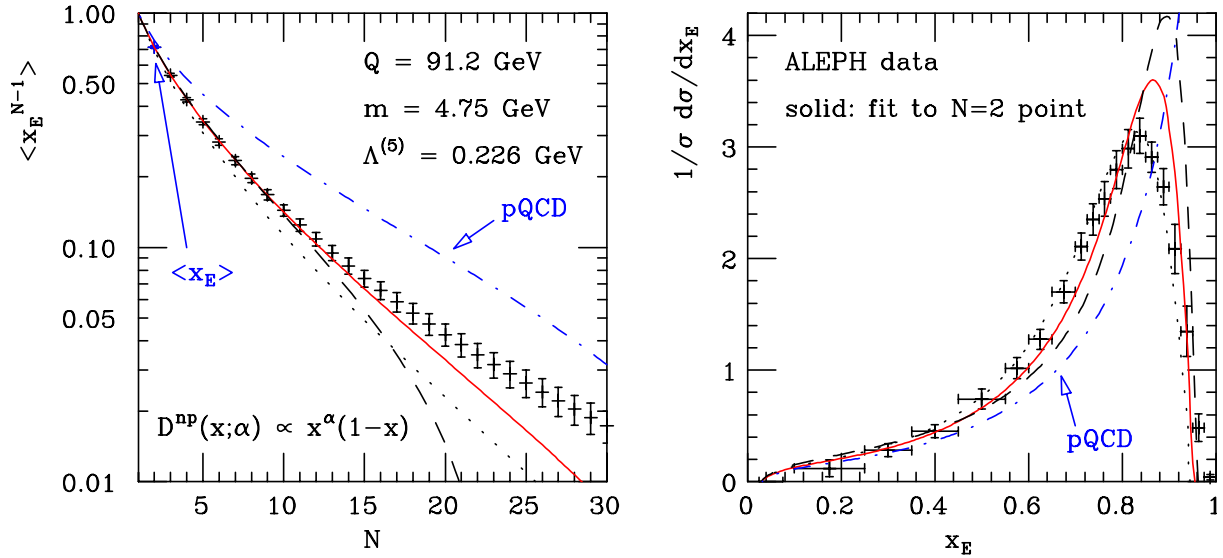 1.00
0.50
0.10
0.05
0.01
<x_E^{N-1}>
Q = 91.2 GeV
m = 4.75 GeV
Λ^{(5)} = 0.226 GeV
pQCD
<x_E>
D^{np}(x;α) ∝ x^α(1-x)
5 10 15 20 25 30
N
4
3
2
1
0
1/σ dσ/dx_E
ALEPH data
solid: fit to N=2 point
pQCD
0 0.2 0.4 0.6 0.8 1
x_E